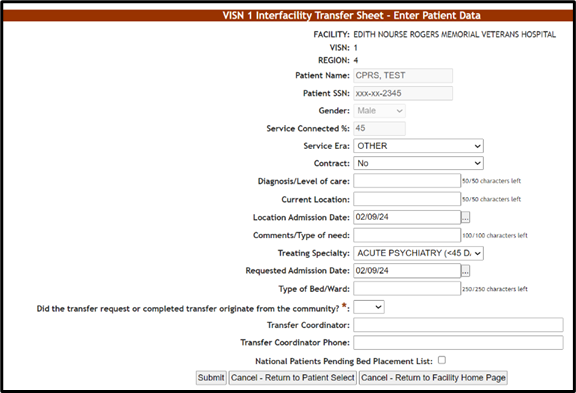 VISN 1 Interfacility Transfer Sheet - Enter Patient Data
FACILITY: EDITH NOURSE ROGERS MEMORIAL VETERANS HOSPITAL
VISN: 1
REGION: 4
Patient Name: CPRS, TEST
Patient SSN: xxx-xx-2345
Gender: Male
Service Connected %: 45
Service Era: OTHER
Contract: No
Diagnosis/Level of care: 50/50 characters left
Current Location: 50/50 characters left
Location Admission Date: 02/09/24 ...
Comments/Type of need: 100/100 characters left
Treating Specialty: ACUTE PSYCHIATRY (<45 D
Requested Admission Date: 02/09/24 ...
Type of Bed/Ward: 250/250 characters left
Did the transfer request or completed transfer originate from the community? *:
Transfer Coordinator:
Transfer Coordinator Phone:
National Patients Pending Bed Placement List:
Submit Cancel - Return to Patient Select Cancel - Return to Facility Home Page